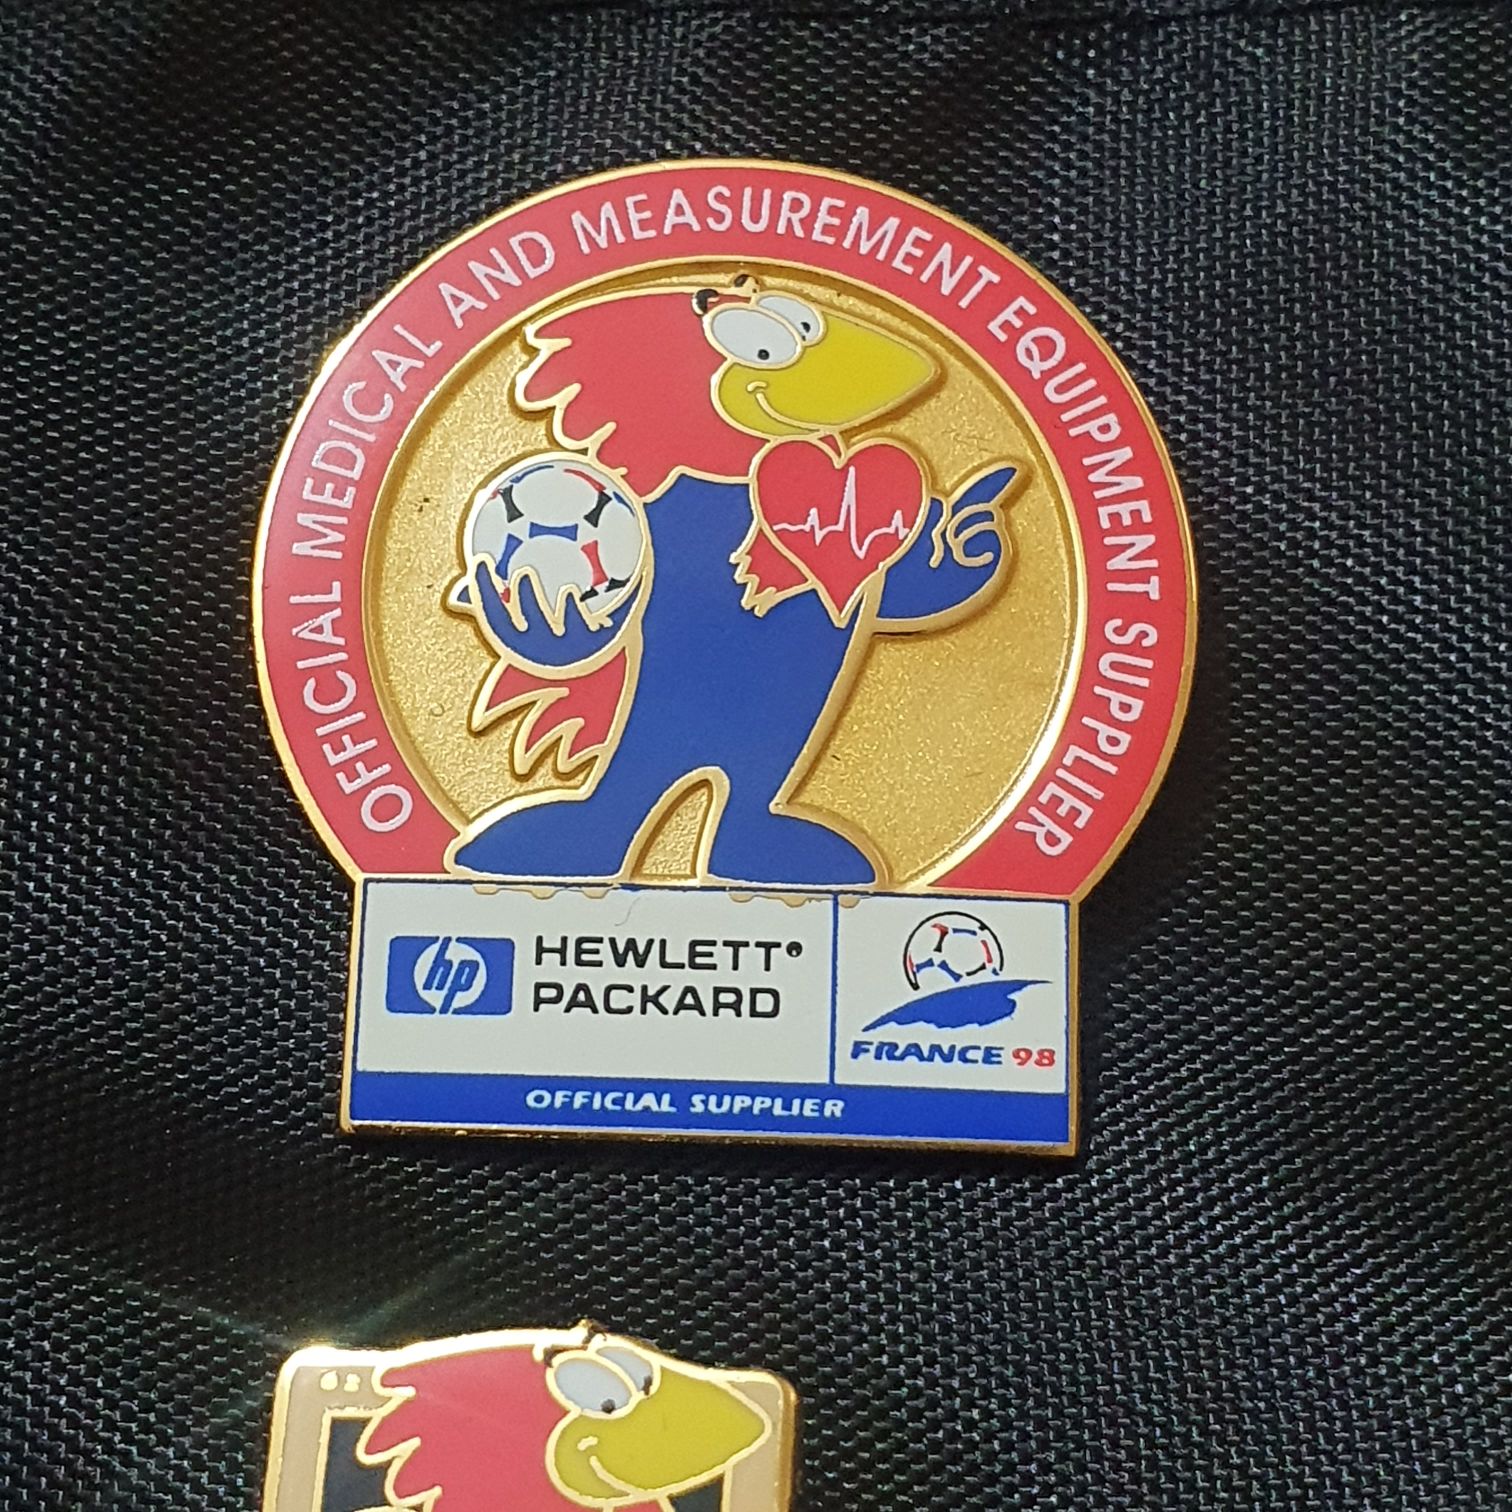 OFFICIAL MEDICAL AND MEASUREMENT EQUIPMENT SUPPLIER
hp HEWLETT®
PACKARD
FRANCE 98
OFFICIAL SUPPLIER